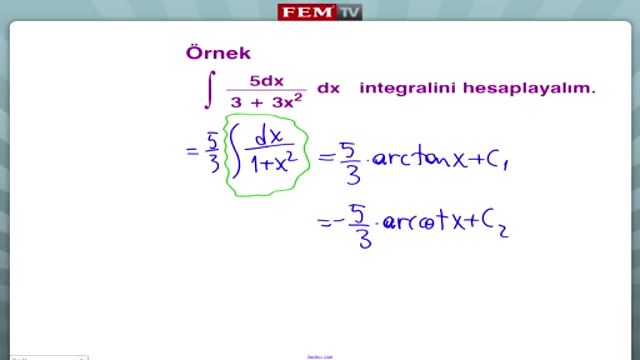 FEM TV
Örnek
∫ 5dx / (3 + 3x²) dx integralini hesaplayalım.
= 5/3 ∫ dx / (1+x²) = 5/3 · arctan x + C₁
= - 5/3 · arccot x + C₂